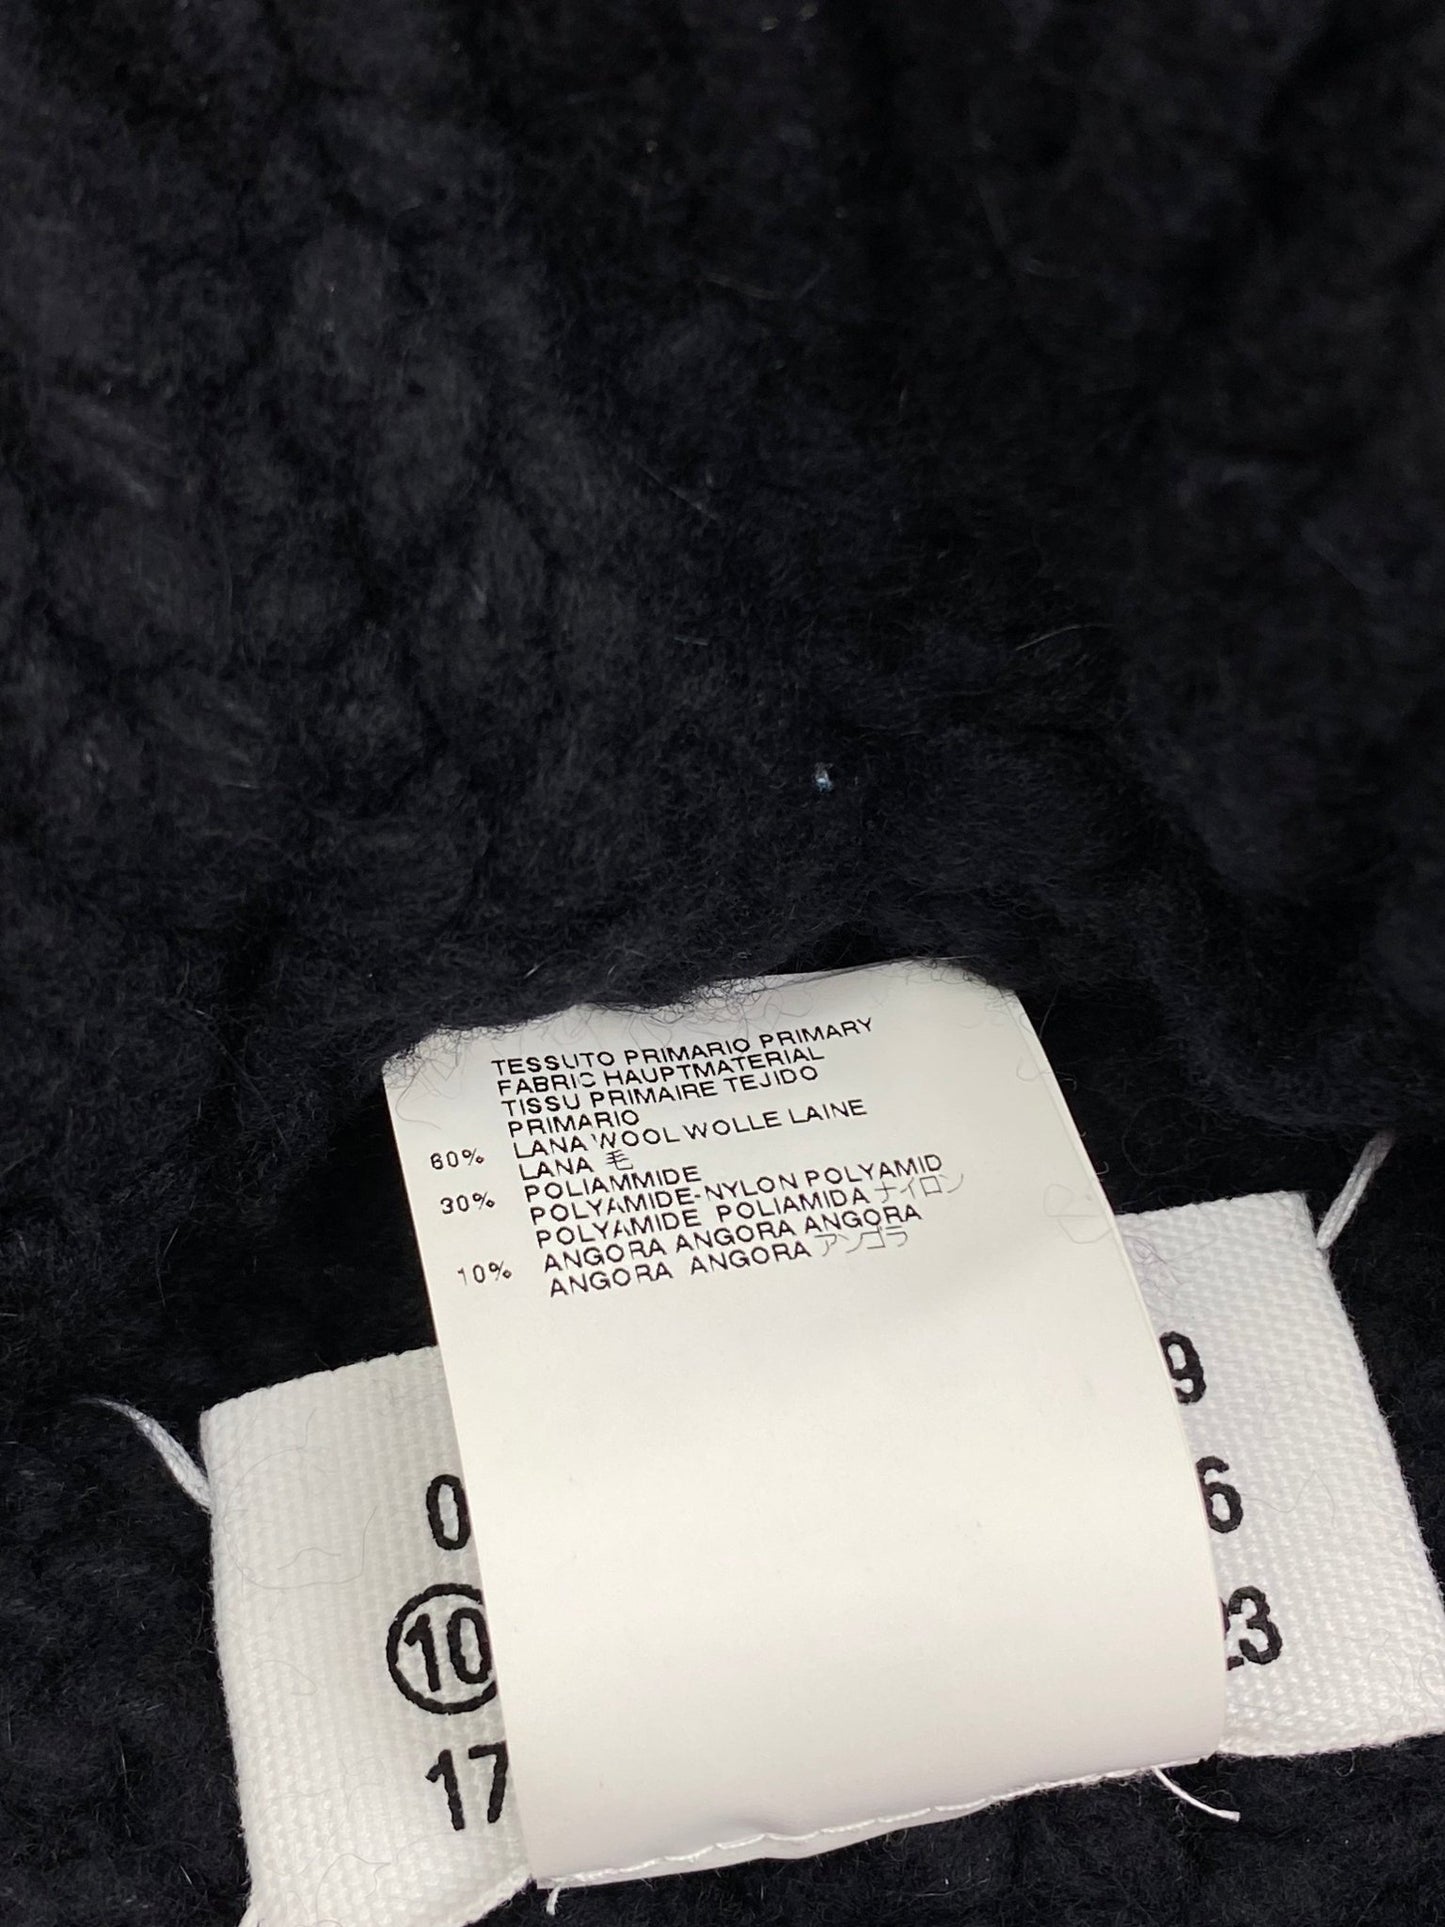 TESSUTO PRIMARIO PRIMARY
FABRIC HAUPTMATERIAL
TISSU PRIMAIRE TEJIDO
PRIMARIO
60% LANA WOOL WOLLE LAINE
LANA 毛
30% POLIAMMIDE
POLYAMIDE-NYLON POLYAMID
POLYAMIDE POLIAMIDA ナイロン
10% ANGORA ANGORA ANGORA
ANGORA ANGORA アンゴラ
0 9
10 6
17 23